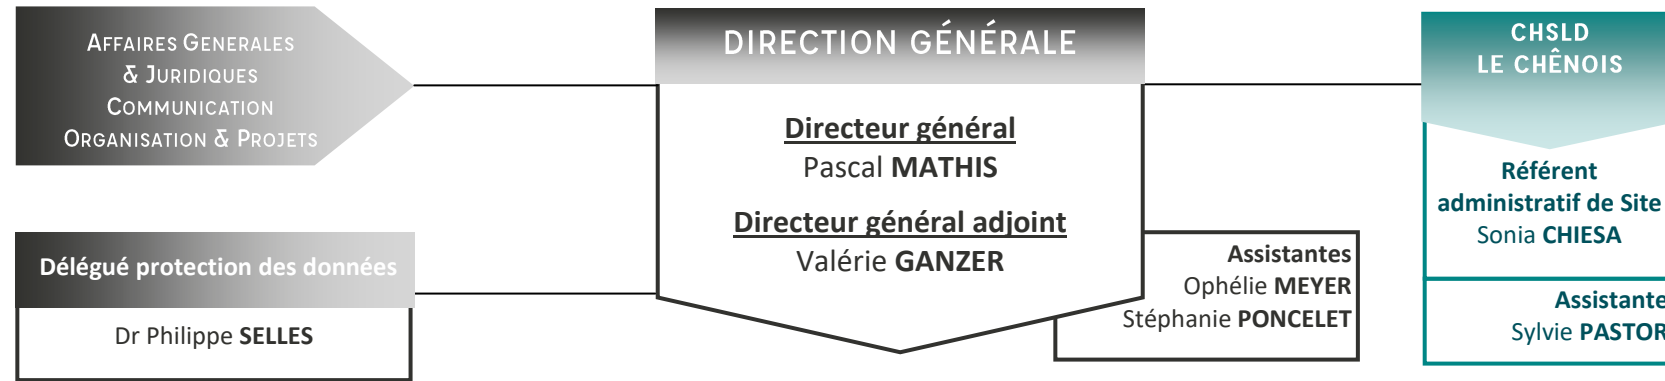 AFFAIRES GENERALES
& JURIDIQUES
COMMUNICATION
ORGANISATION & PROJETS
Délégué protection des données
Dr Philippe SELLES
DIRECTION GÉNÉRALE
Directeur général
Pascal MATHIS
Directeur général adjoint
Valérie GANZER
Assistantes
Ophélie MEYER
Stéphanie PONCELET
CHSLD
LE CHÊNOIS
Référent
administratif de Site
Sonia CHIESA
Assistante
Sylvie PASTOR